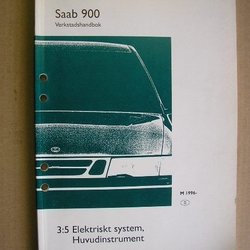 Saab 900
Verkstadshandbok
M 1996-
3:5 Elektriskt system,
Huvudinstrument